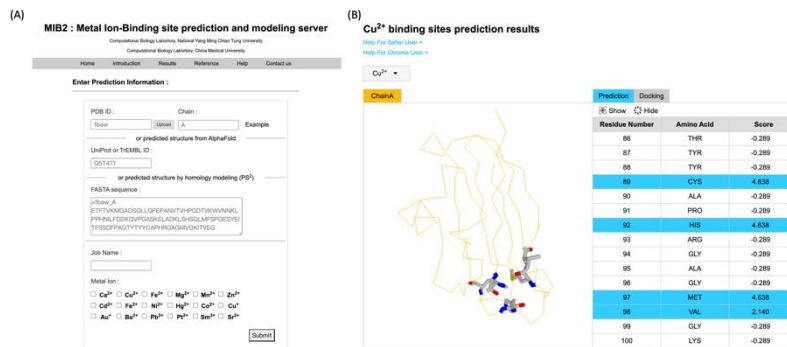 (A)
MIB2 : Metal Ion-Binding site prediction and modeling server
Computational Biology Labortory, National Yang Ming Chiao Tung University
Computational Biology Labortory, China Medical University
Home Introduction Results Reference Help Contact us
Enter Prediction Information :
PDB ID : Chain :
1baw Upload A Example
or predicted structure from AlphaFold
UniProt or TrEMBL ID :
Q5T4T1
or predicted structure by homology modeling (PS²)
FASTA sequence :
>1baw_A
ETFTVKMGADSGLLQFEPANVTVHPGDTVKWVNNKL
PPHNILFDDKQVPGASKELADKLSHSQLMFSPGESYEI
TFSSDFPAGTYTYYCAPHRGAGMVGKITVEG
Job Name :
Metal Ion :
Ca²⁺ Cu²⁺ Fe³⁺ Mg²⁺ Mn²⁺ Zn²⁺
Cd²⁺ Fe²⁺ Ni²⁺ Hg²⁺ Co²⁺ Cu⁺
Au⁺ Ba²⁺ Pb²⁺ Pt²⁺ Sm³⁺ Sr²⁺
Submit
(B)
Cu²⁺ binding sites prediction results
Help For Safari User +
Help For Chrome User +
Cu²⁺
ChainA
Prediction Docking
Show Hide
Residue Number Amino Acid Score
86 THR -0.289
87 TYR -0.289
88 TYR -0.289
89 CYS 4.638
90 ALA -0.289
91 PRO -0.289
92 HIS 4.638
93 ARG -0.289
94 GLY -0.289
95 ALA -0.289
96 GLY -0.289
97 MET 4.638
98 VAL 2.140
99 GLY -0.289
100 LYS -0.289